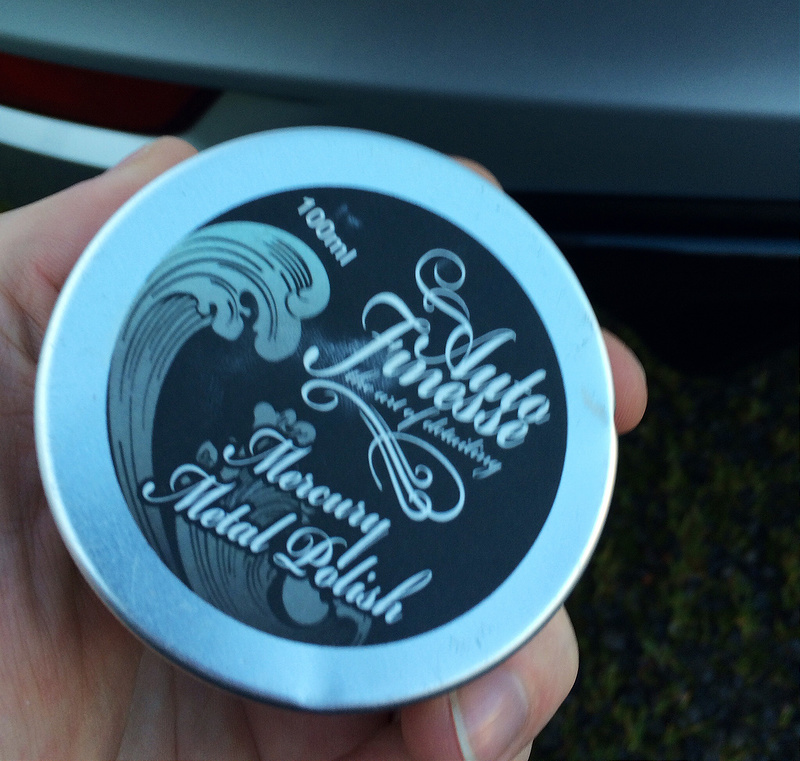 100ml
Auto
Finesse
the art of detailing
Mercury
Metal Polish